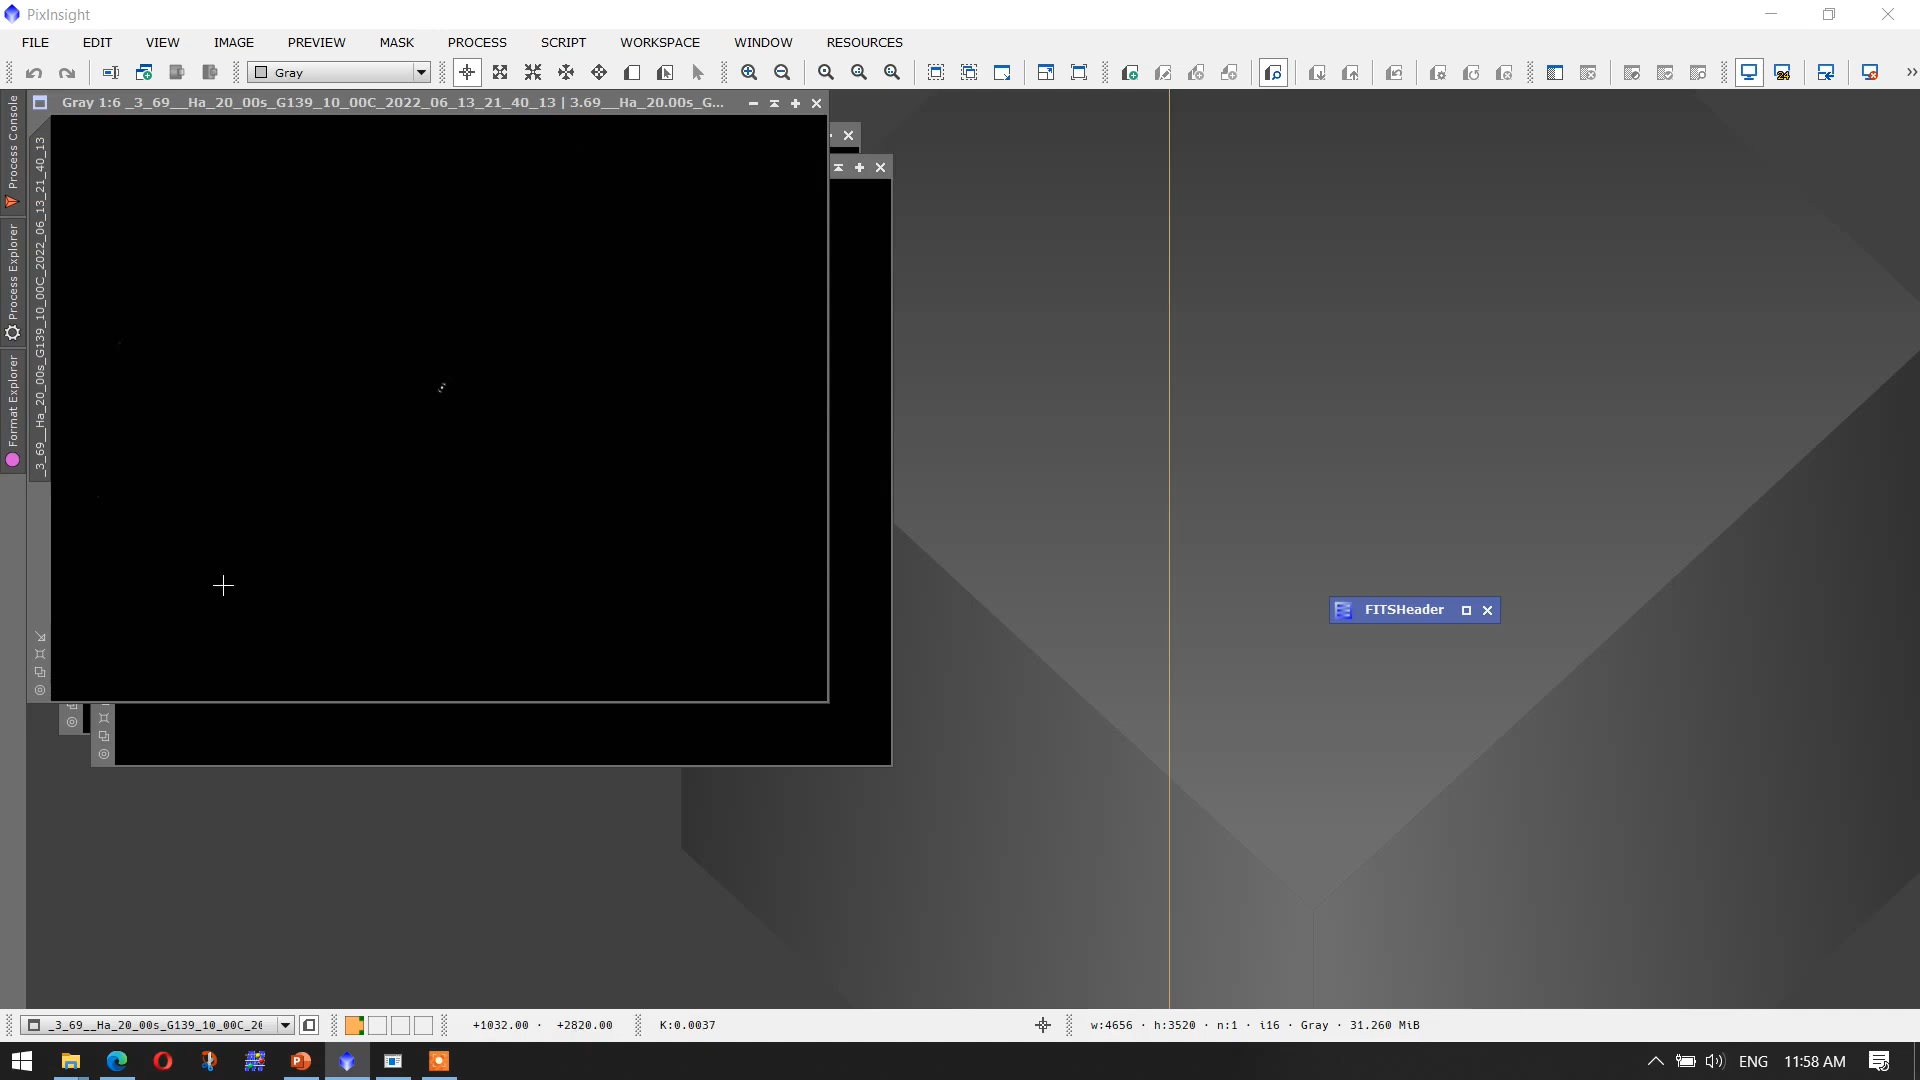 PixInsight
FILE EDIT VIEW IMAGE PREVIEW MASK PROCESS SCRIPT WORKSPACE WINDOW RESOURCES
Gray
24
Gray 1:6 _3_69__Ha_20_00s_G139_10_00C_2022_06_13_21_40_13 | 3.69__Ha_20.00s_G...
Process Console
Process Explorer
Format Explorer
_3_69__Ha_20_00s_G139_10_00C_2022_06_13_21_40_13
FITSHeader
_3_69__Ha_20_00s_G139_10_00C_20
+1032.00 · +2820.00
K:0.0037
w:4656 · h:3520 · n:1 · i16 · Gray · 31.260 MiB
ENG 11:58 AM